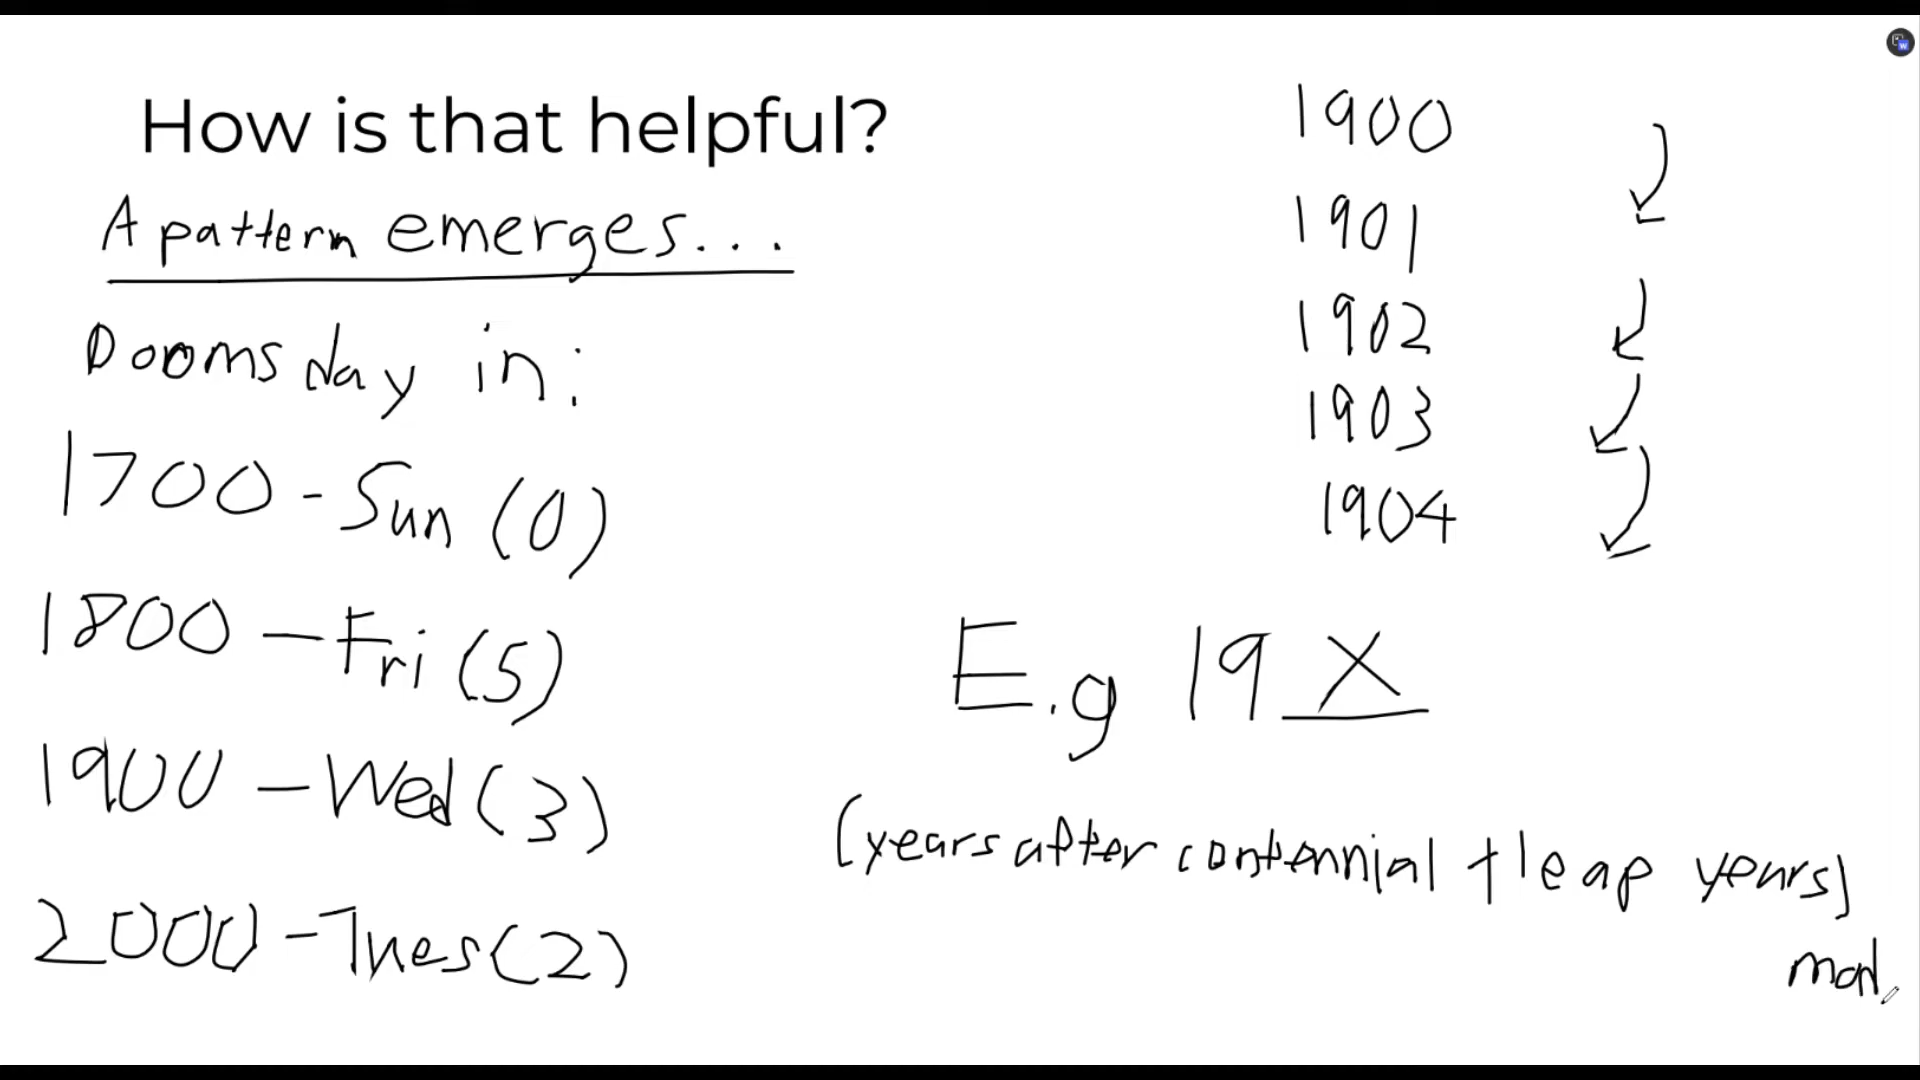 How is that helpful?
A pattern emerges...
Doomsday in:
1700 - Sun (0)
1800 - Fri (5)
1900 - Wed (3)
2000 - Tues (2)
1900
1901
1902
1903
1904
E.g 19 X
(years after centennial + leap years)
mod